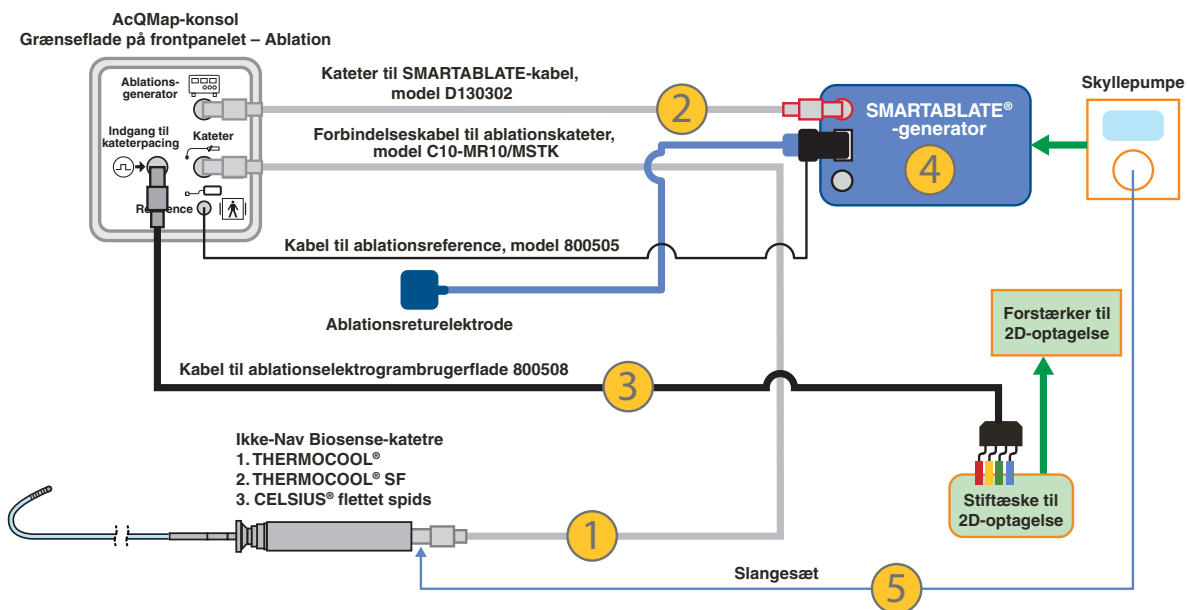 AcQMap-konsol
Grænseflade på frontpanelet – Ablation
Ablations-
generator
Indgang til
kateterpacing
Kateter
Reference
Kateter til SMARTABLATE-kabel,
model D130302
2
Forbindelseskabel til ablationskateter,
model C10-MR10/MSTK
SMARTABLATE®
-generator
4
Skyllepumpe
Kabel til ablationsreference, model 800505
Ablationsreturelektrode
Forstærker til
2D-optagelse
Kabel til ablationselektrogrambrugerflade 800508
3
Ikke-Nav Biosense-katetre
1. THERMOCOOL®
2. THERMOCOOL® SF
3. CELSIUS® flettet spids
Stiftæske til
2D-optagelse
1
Slangesæt
5